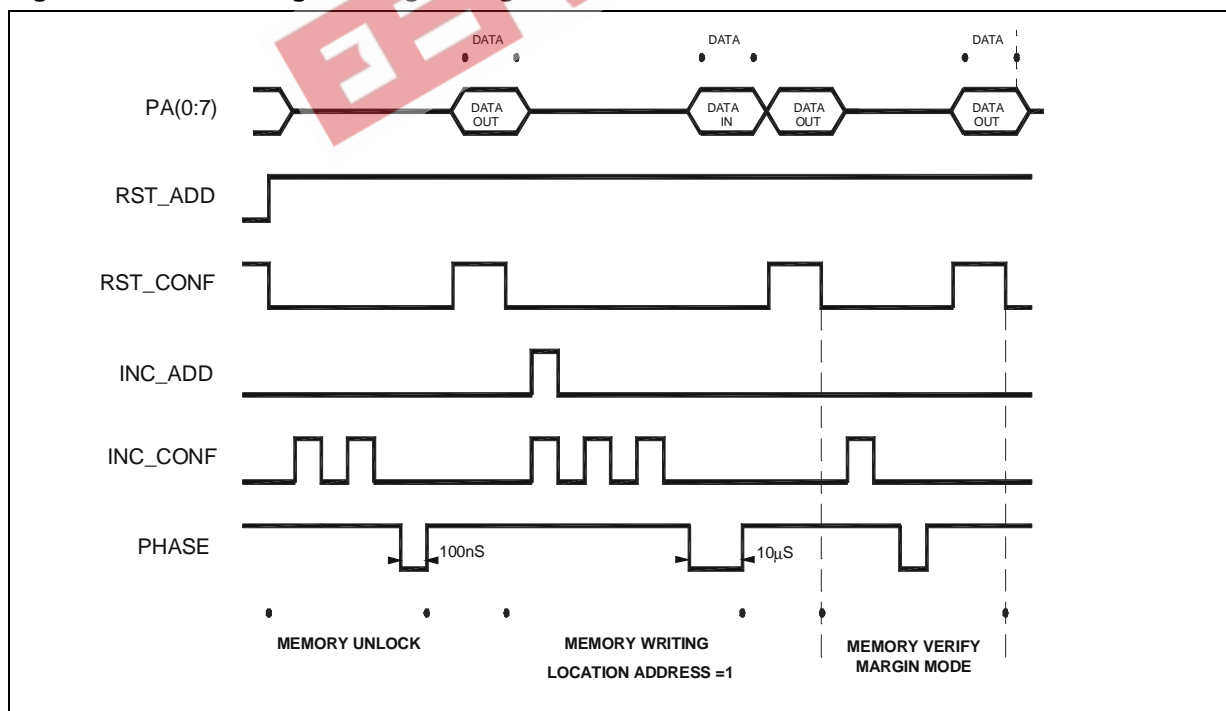 DATA DATA DATA
PA(0:7)
DATA OUT
DATA IN
DATA OUT
DATA OUT
RST_ADD
RST_CONF
INC_ADD
INC_CONF
PHASE
100nS
10μS
MEMORY UNLOCK
MEMORY WRITING
LOCATION ADDRESS =1
MEMORY VERIFY
MARGIN MODE